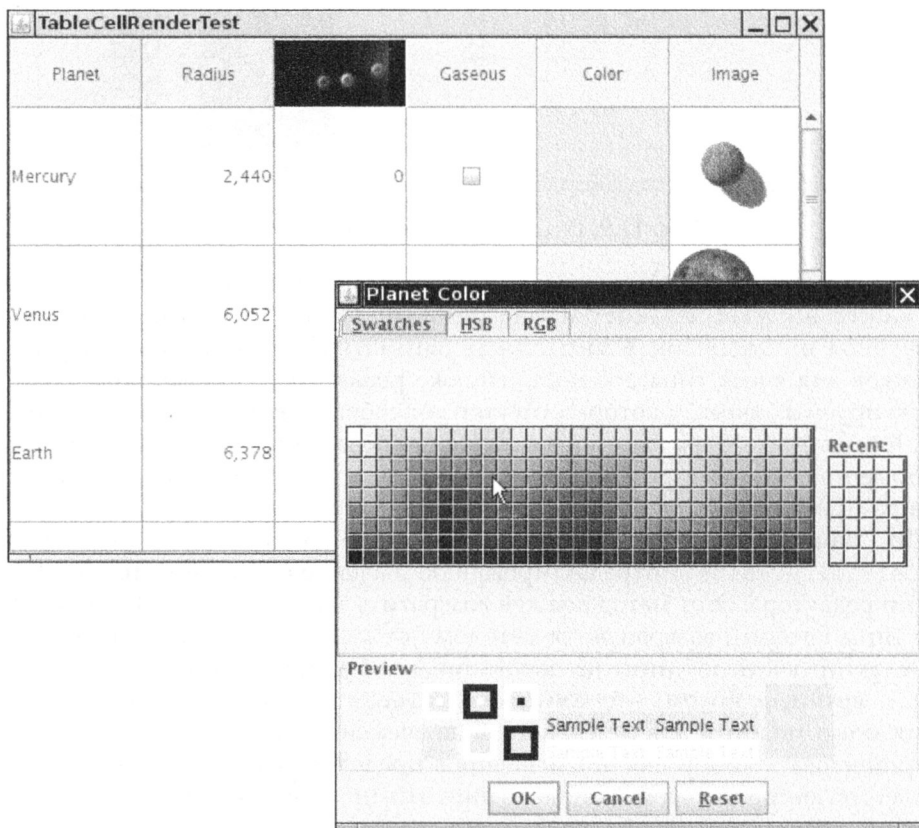 TableCellRenderTest
Planet Radius Gaseous Color Image
Mercury 2,440 0
Venus 6,052
Earth 6,378
Planet Color
Swatches HSB RGB
Recent:
Preview
Sample Text Sample Text
OK Cancel Reset